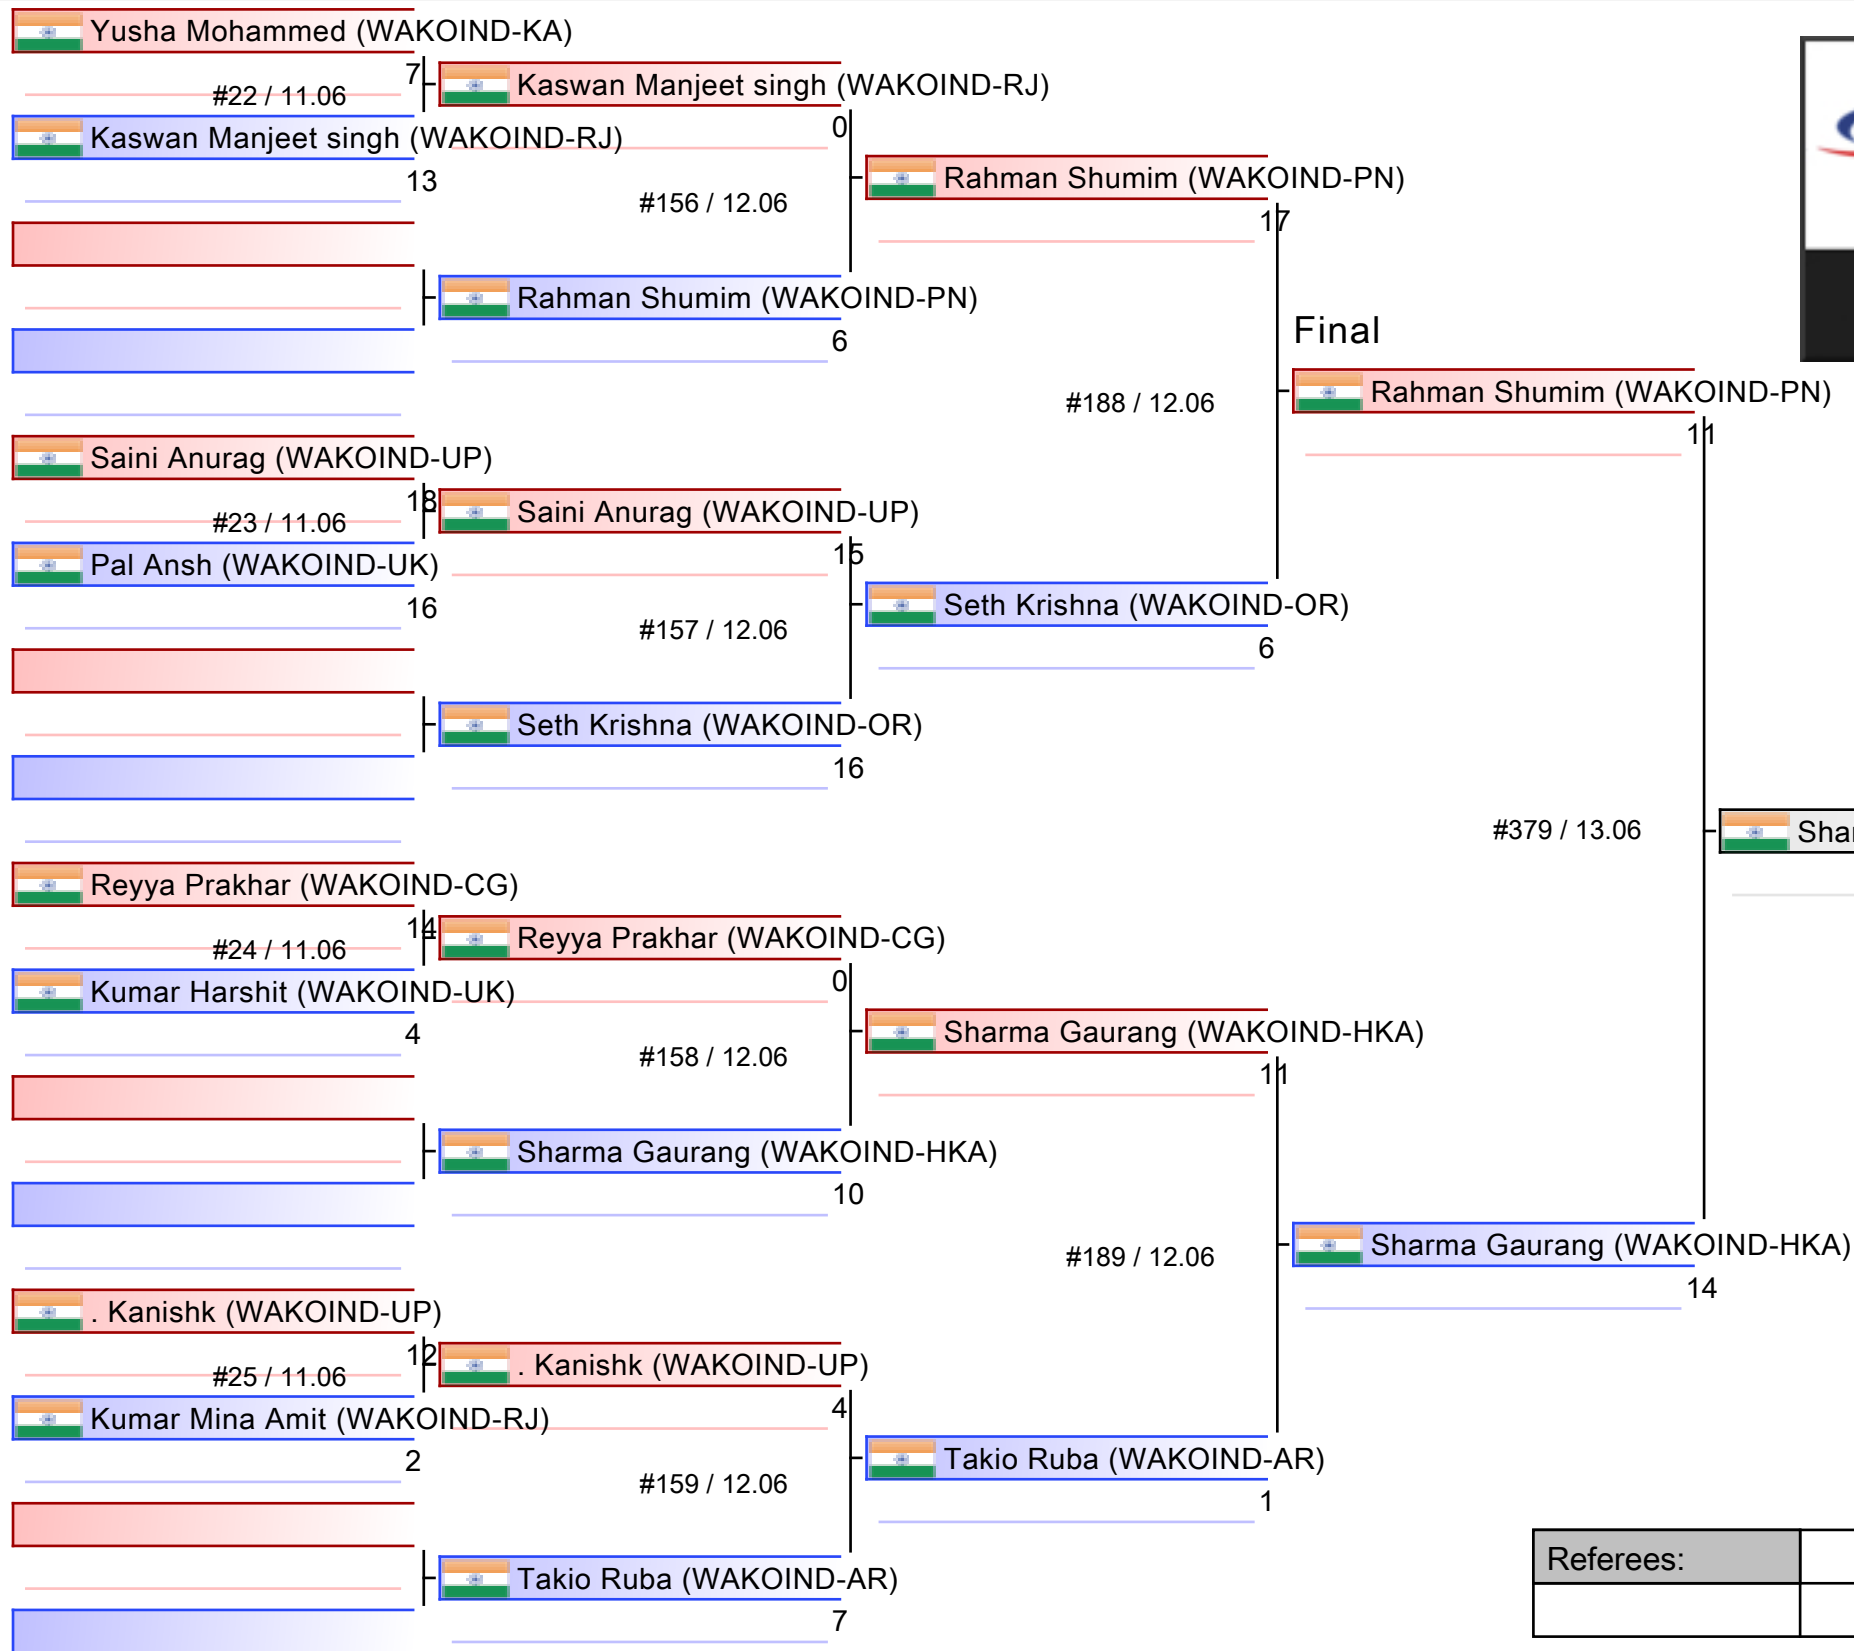 Yusha Mohammed (WAKOIND-KA)
7
#22 / 11.06
Kaswan Manjeet singh (WAKOIND-RJ)
13
Saini Anurag (WAKOIND-UP)
18
#23 / 11.06
Pal Ansh (WAKOIND-UK)
16
Reyya Prakhar (WAKOIND-CG)
14
#24 / 11.06
Kumar Harshit (WAKOIND-UK)
4
. Kanishk (WAKOIND-UP)
12
#25 / 11.06
Kumar Mina Amit (WAKOIND-RJ)
2
Kaswan Manjeet singh (WAKOIND-RJ)
0
#156 / 12.06
Rahman Shumim (WAKOIND-PN)
6
Saini Anurag (WAKOIND-UP)
15
#157 / 12.06
Seth Krishna (WAKOIND-OR)
16
Reyya Prakhar (WAKOIND-CG)
0
#158 / 12.06
Sharma Gaurang (WAKOIND-HKA)
10
. Kanishk (WAKOIND-UP)
4
#159 / 12.06
Takio Ruba (WAKOIND-AR)
7
Rahman Shumim (WAKOIND-PN)
17
#188 / 12.06
Seth Krishna (WAKOIND-OR)
6
Sharma Gaurang (WAKOIND-HKA)
11
#189 / 12.06
Takio Ruba (WAKOIND-AR)
1
Final
Rahman Shumim (WAKOIND-PN)
11
#379 / 13.06
Sharma Gaurang (WAKOIND-HKA)
14
Referees: